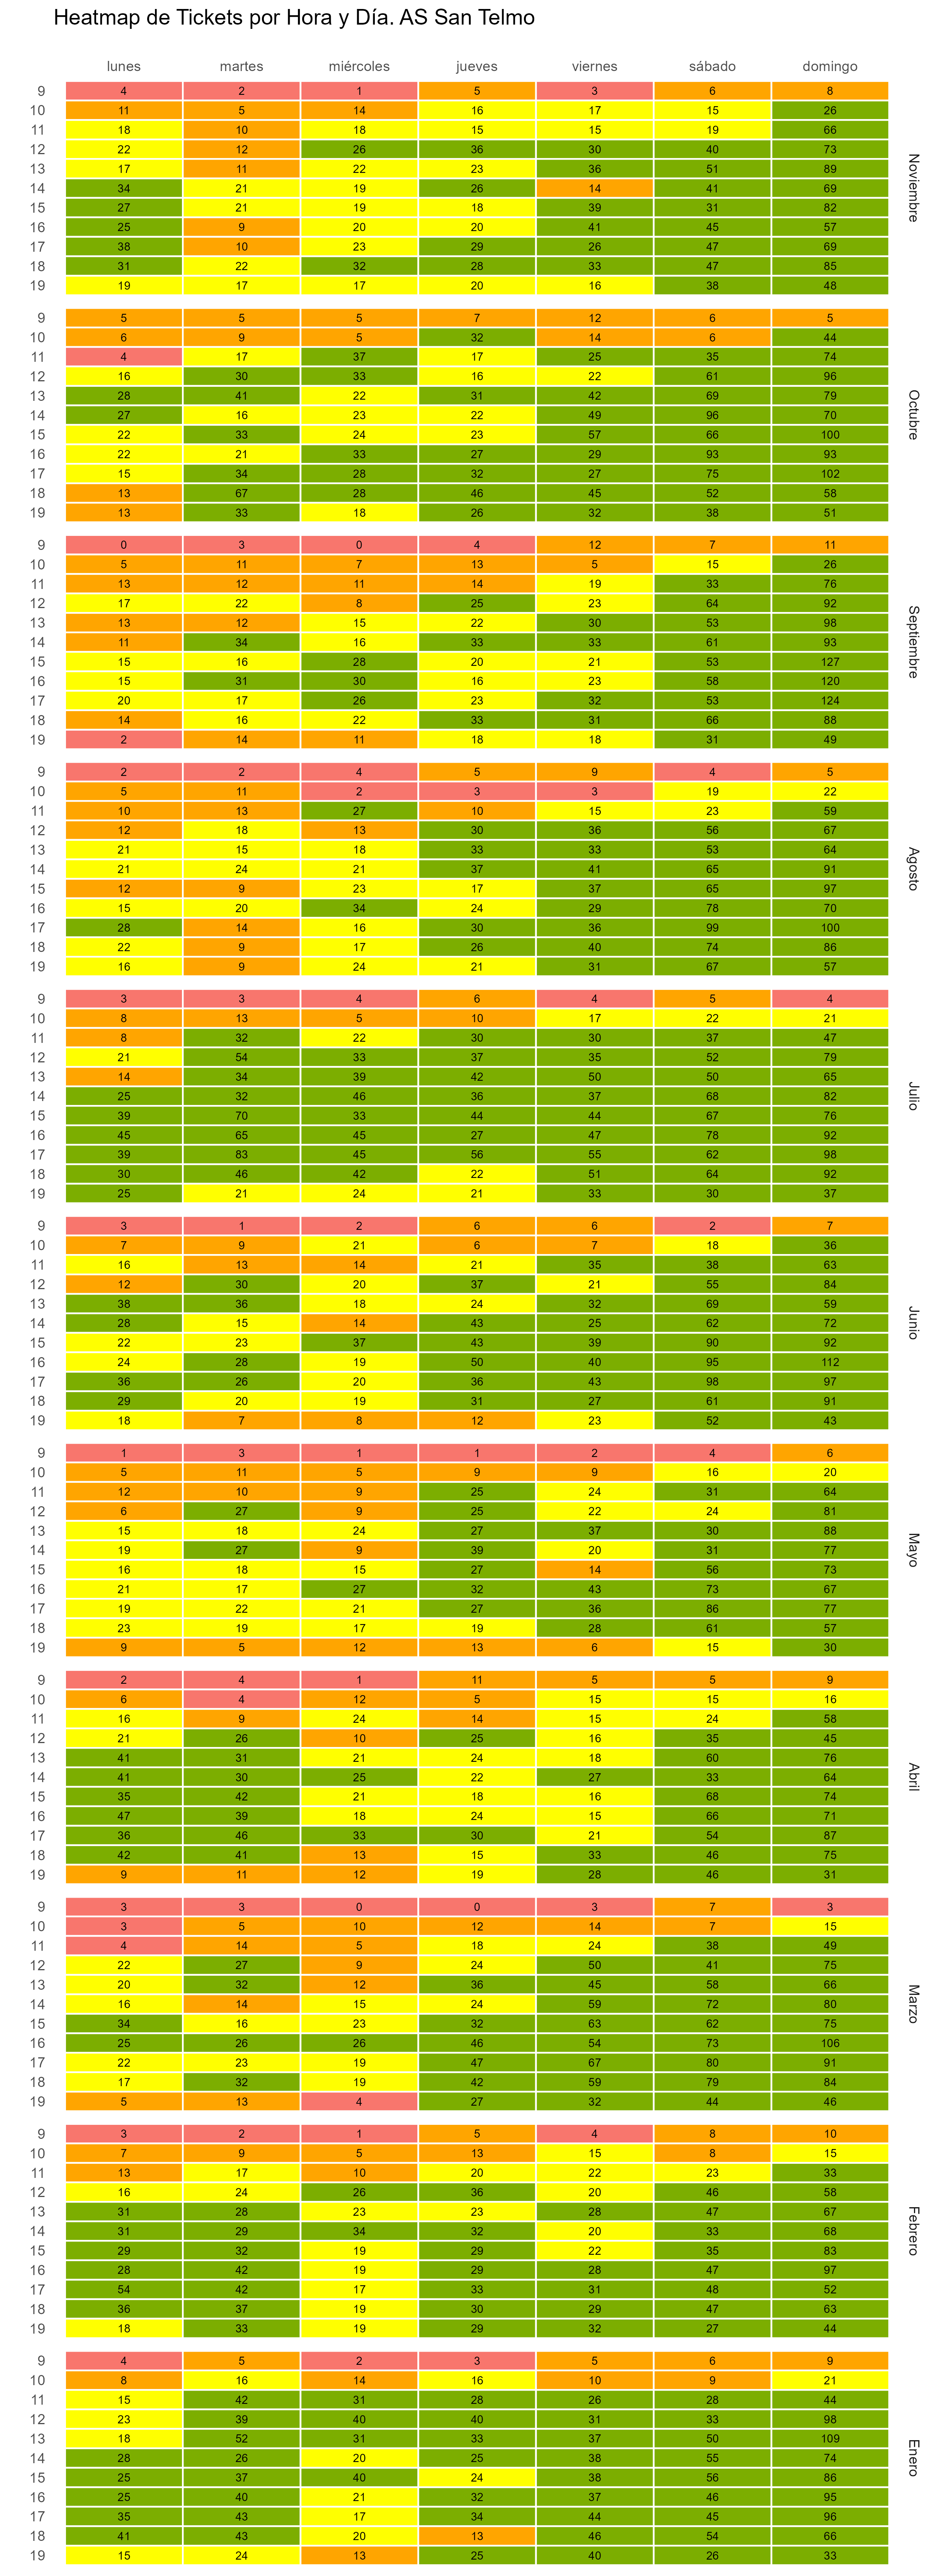 Heatmap de Tickets por Hora y Día. AS San Telmo
lunes martes miércoles jueves viernes sábado domingo
9 4 2 1 5 3 6 8
10 11 5 14 16 17 15 26
11 18 10 18 15 15 19 66
12 22 12 26 36 30 40 73
13 17 11 22 23 36 51 89
14 34 21 19 26 14 41 69
15 27 21 19 18 39 31 82
16 25 9 20 20 41 45 57
17 38 10 23 29 26 47 69
18 31 22 32 28 33 47 85
19 19 17 17 20 16 38 48
Noviembre
9 5 5 5 7 12 6 5
10 6 9 5 32 14 6 44
11 4 17 37 17 25 35 74
12 16 30 33 16 22 61 96
13 28 41 22 31 42 69 79
14 27 16 23 22 49 96 70
15 22 33 24 23 57 66 100
16 22 21 33 27 29 93 93
17 15 34 28 32 27 75 102
18 13 67 28 46 45 52 58
19 13 33 18 26 32 38 51
Octubre
9 0 3 0 4 12 7 11
10 5 11 7 13 5 15 26
11 13 12 11 14 19 33 76
12 17 22 8 25 23 64 92
13 13 12 15 22 30 53 98
14 11 34 16 33 33 61 93
15 15 16 28 20 21 53 127
16 15 31 30 16 23 58 120
17 20 17 26 23 32 53 124
18 14 16 22 33 31 66 88
19 2 14 11 18 18 31 49
Septiembre
9 2 2 4 5 9 4 5
10 5 11 2 3 3 19 22
11 10 13 27 10 15 23 59
12 12 18 13 30 36 56 67
13 21 15 18 33 33 53 64
14 21 24 21 37 41 65 91
15 12 9 23 17 37 65 97
16 15 20 34 24 29 78 70
17 28 14 16 30 36 99 100
18 22 9 17 26 40 74 86
19 16 9 24 21 31 67 57
Agosto
9 3 3 4 6 4 5 4
10 8 13 5 10 17 22 21
11 8 32 22 30 30 37 47
12 21 54 33 37 35 52 79
13 14 34 39 42 50 50 65
14 25 32 46 36 37 68 82
15 39 70 33 44 44 67 76
16 45 65 45 27 47 78 92
17 39 83 45 56 55 62 98
18 30 46 42 22 51 64 92
19 25 21 24 21 33 30 37
Julio
9 3 1 2 6 6 2 7
10 7 9 21 6 7 18 36
11 16 13 14 21 35 38 63
12 12 30 20 37 21 55 84
13 38 36 18 24 32 69 59
14 28 15 14 43 25 62 72
15 22 23 37 43 39 90 92
16 24 28 19 50 40 95 112
17 36 26 20 36 43 98 97
18 29 20 19 31 27 61 91
19 18 7 8 12 23 52 43
Junio
9 1 3 1 1 2 4 6
10 5 11 5 9 9 16 20
11 12 10 9 25 24 31 64
12 6 27 9 25 22 24 81
13 15 18 24 27 37 30 88
14 19 27 9 39 20 31 77
15 16 18 15 27 14 56 73
16 21 17 27 32 43 73 67
17 19 22 21 27 36 86 77
18 23 19 17 19 28 61 57
19 9 5 12 13 6 15 30
Mayo
9 2 4 1 11 5 5 9
10 6 4 12 5 15 15 16
11 16 9 24 14 15 24 58
12 21 26 10 25 16 35 45
13 41 31 21 24 18 60 76
14 41 30 25 22 27 33 64
15 35 42 21 18 16 68 74
16 47 39 18 24 15 66 71
17 36 46 33 30 21 54 87
18 42 41 13 15 33 46 75
19 9 11 12 19 28 46 31
Abril
9 3 3 0 0 3 7 3
10 3 5 10 12 14 7 15
11 4 14 5 18 24 38 49
12 22 27 9 24 50 41 75
13 20 32 12 36 45 58 66
14 16 14 15 24 59 72 80
15 34 16 23 32 63 62 75
16 25 26 26 46 54 73 106
17 22 23 19 47 67 80 91
18 17 32 19 42 59 79 84
19 5 13 4 27 32 44 46
Marzo
9 3 2 1 5 4 8 10
10 7 9 5 13 15 8 15
11 13 17 10 20 22 23 33
12 16 24 26 36 20 46 58
13 31 28 23 23 28 47 67
14 31 29 34 32 20 33 68
15 29 32 19 29 22 35 83
16 28 42 19 29 28 47 97
17 54 42 17 33 31 48 52
18 36 37 19 30 29 47 63
19 18 33 19 29 32 27 44
Febrero
9 4 5 2 3 5 6 9
10 8 16 14 16 10 9 21
11 15 42 31 28 26 28 44
12 23 39 40 40 31 33 98
13 18 52 31 33 37 50 109
14 28 26 20 25 38 55 74
15 25 37 40 24 38 56 86
16 25 40 21 32 37 46 95
17 35 43 17 34 44 45 96
18 41 43 20 13 46 54 66
19 15 24 13 25 40 26 33
Enero